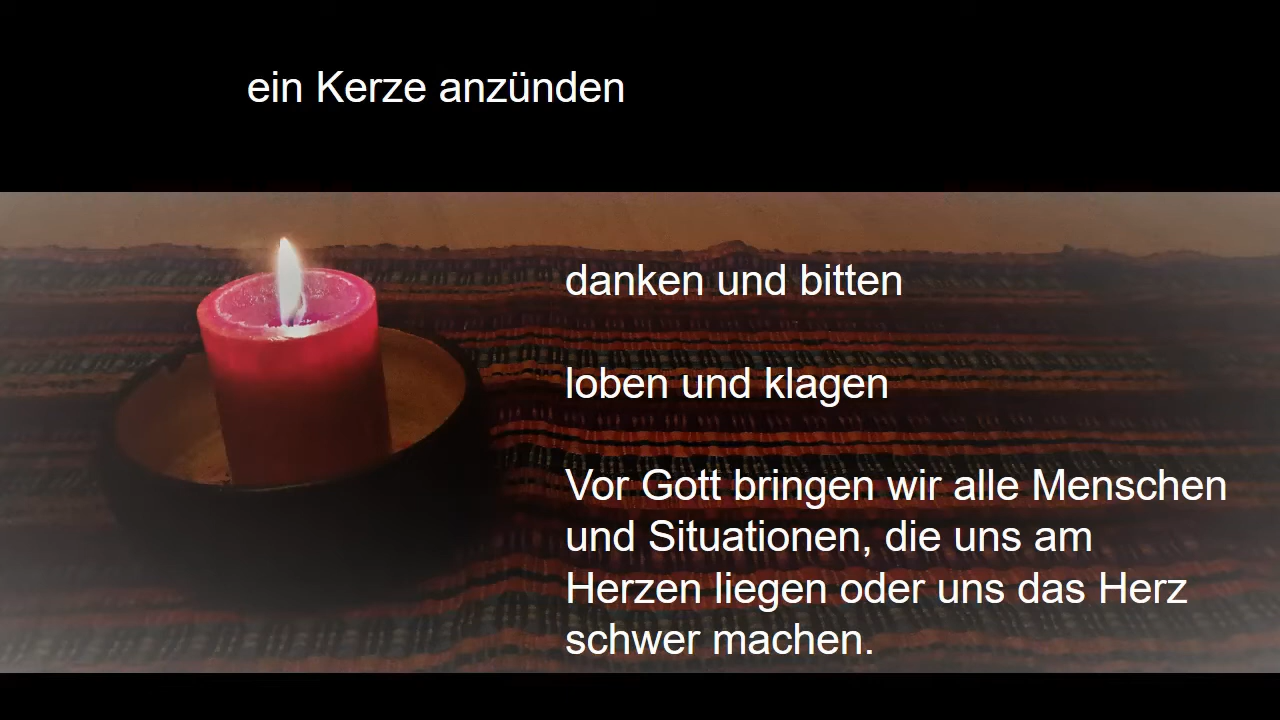 ein Kerze anzünden
danken und bitten
loben und klagen
Vor Gott bringen wir alle Menschen
und Situationen, die uns am
Herzen liegen oder uns das Herz
schwer machen.